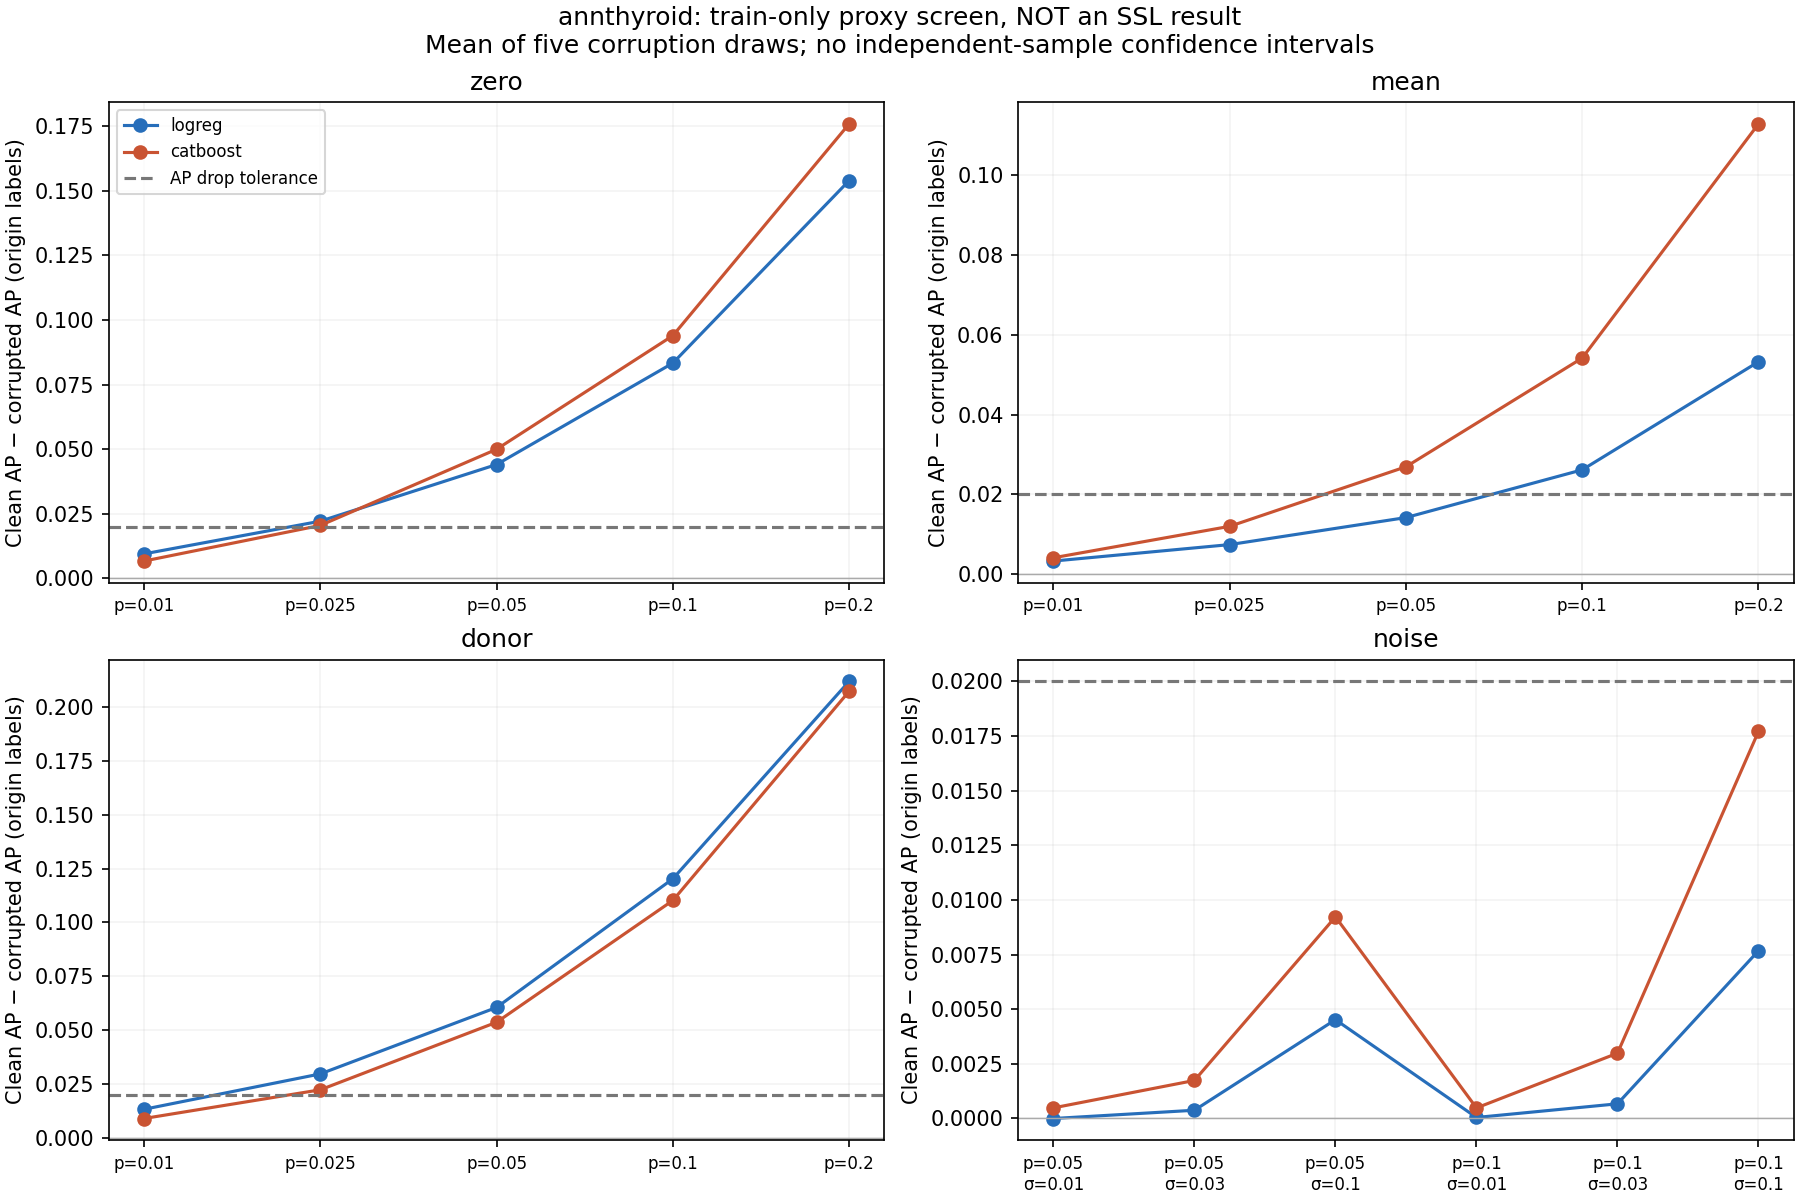 annthyroid: train-only proxy screen, NOT an SSL result
Mean of five corruption draws; no independent-sample confidence intervals
zero
Clean AP − corrupted AP (origin labels)
0.175
0.150
0.125
0.100
0.075
0.050
0.025
0.000
logreg
catboost
AP drop tolerance
p=0.01 p=0.025 p=0.05 p=0.1 p=0.2
mean
Clean AP − corrupted AP (origin labels)
0.10
0.08
0.06
0.04
0.02
0.00
p=0.01 p=0.025 p=0.05 p=0.1 p=0.2
donor
Clean AP − corrupted AP (origin labels)
0.200
0.175
0.150
0.125
0.100
0.075
0.050
0.025
0.000
p=0.01 p=0.025 p=0.05 p=0.1 p=0.2
noise
Clean AP − corrupted AP (origin labels)
0.0200
0.0175
0.0150
0.0125
0.0100
0.0075
0.0050
0.0025
0.0000
p=0.05 p=0.05 p=0.05 p=0.1 p=0.1 p=0.1
σ=0.01 σ=0.03 σ=0.1 σ=0.01 σ=0.03 σ=0.1